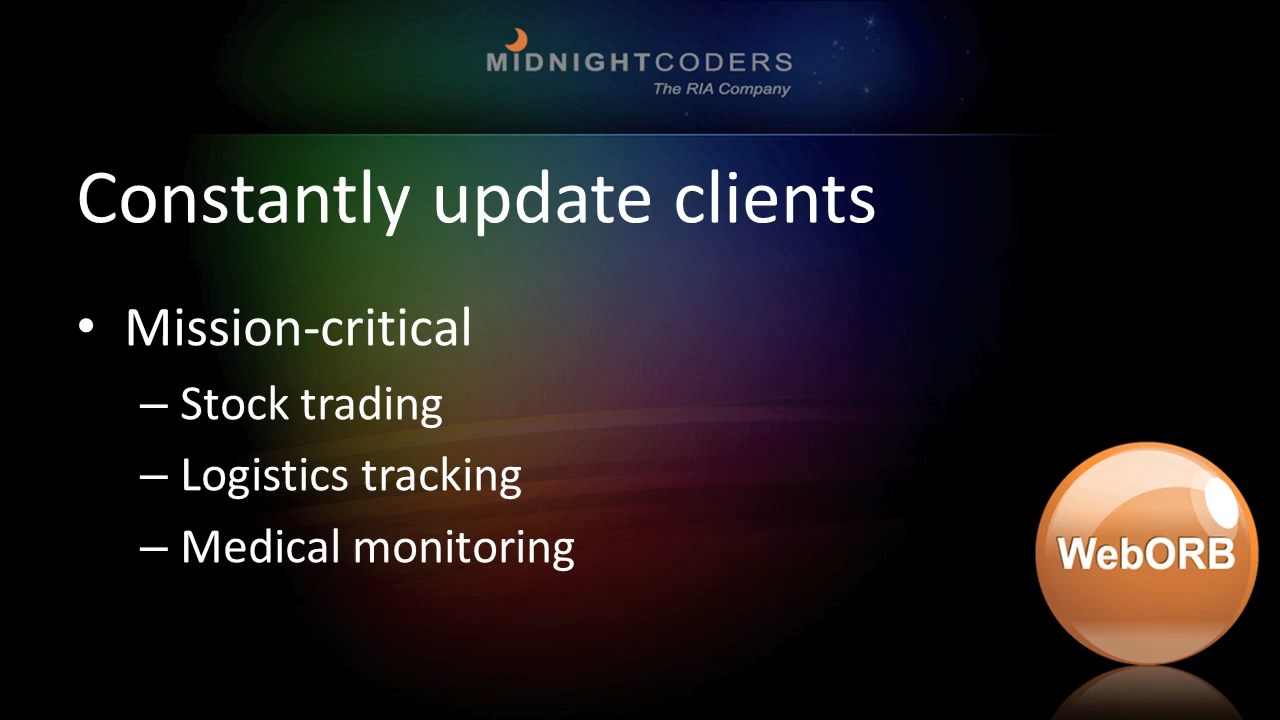 MIDNIGHTCODERS
The RIA Company
Constantly update clients
• Mission-critical
– Stock trading
– Logistics tracking
– Medical monitoring
WebORB